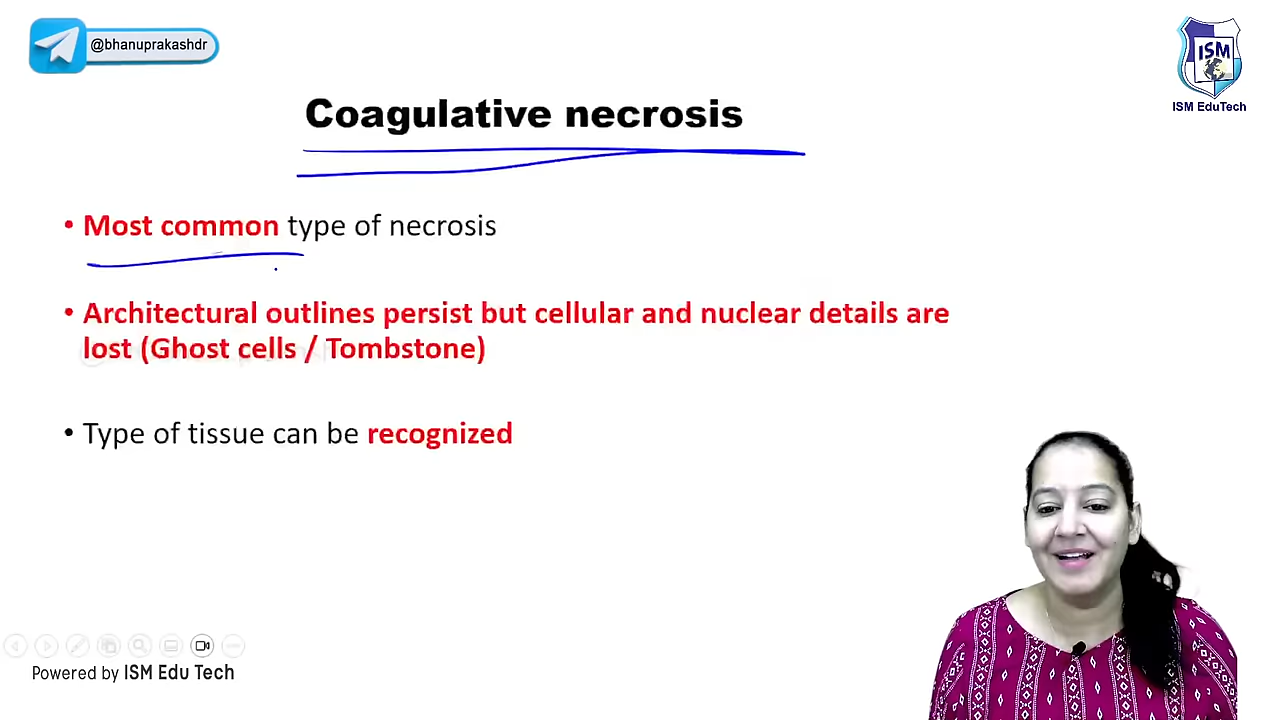 @bhanuprakashdr
ISM
ISM EduTech
Coagulative necrosis
• Most common type of necrosis
• Architectural outlines persist but cellular and nuclear details are
lost (Ghost cells / Tombstone)
• Type of tissue can be recognized
Powered by ISM Edu Tech